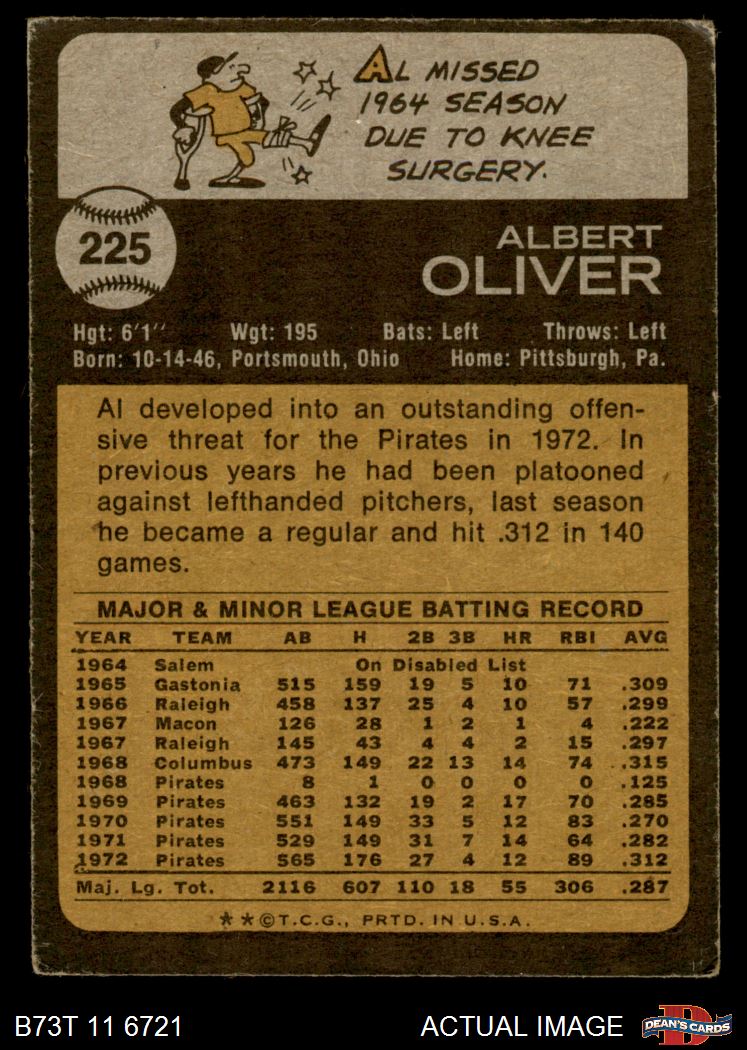 AL MISSED
1964 SEASON
DUE TO KNEE
SURGERY.
225
ALBERT
OLIVER
Hgt: 6'1" Wgt: 195 Bats: Left Throws: Left
Born: 10-14-46, Portsmouth, Ohio Home: Pittsburgh, Pa.
Al developed into an outstanding offen-
sive threat for the Pirates in 1972. In
previous years he had been platooned
against lefthanded pitchers, last season
he became a regular and hit .312 in 140
games.
MAJOR & MINOR LEAGUE BATTING RECORD
YEAR TEAM AB H 2B 3B HR RBI AVG
1964 Salem On Disabled List
1965 Gastonia 515 159 19 5 10 71 .309
1966 Raleigh 458 137 25 4 10 57 .299
1967 Macon 126 28 1 2 1 4 .222
1967 Raleigh 145 43 4 4 2 15 .297
1968 Columbus 473 149 22 13 14 74 .315
1968 Pirates 8 1 0 0 0 0 .125
1969 Pirates 463 132 19 2 17 70 .285
1970 Pirates 551 149 33 5 12 83 .270
1971 Pirates 529 149 31 7 14 64 .282
1972 Pirates 565 176 27 4 12 89 .312
Maj. Lg. Tot. 2116 607 110 18 55 306 .287
★ ★ © T.C.G., PRTD. IN U.S.A.
B73T 11 6721 ACTUAL IMAGE D DEAN'S CARDS